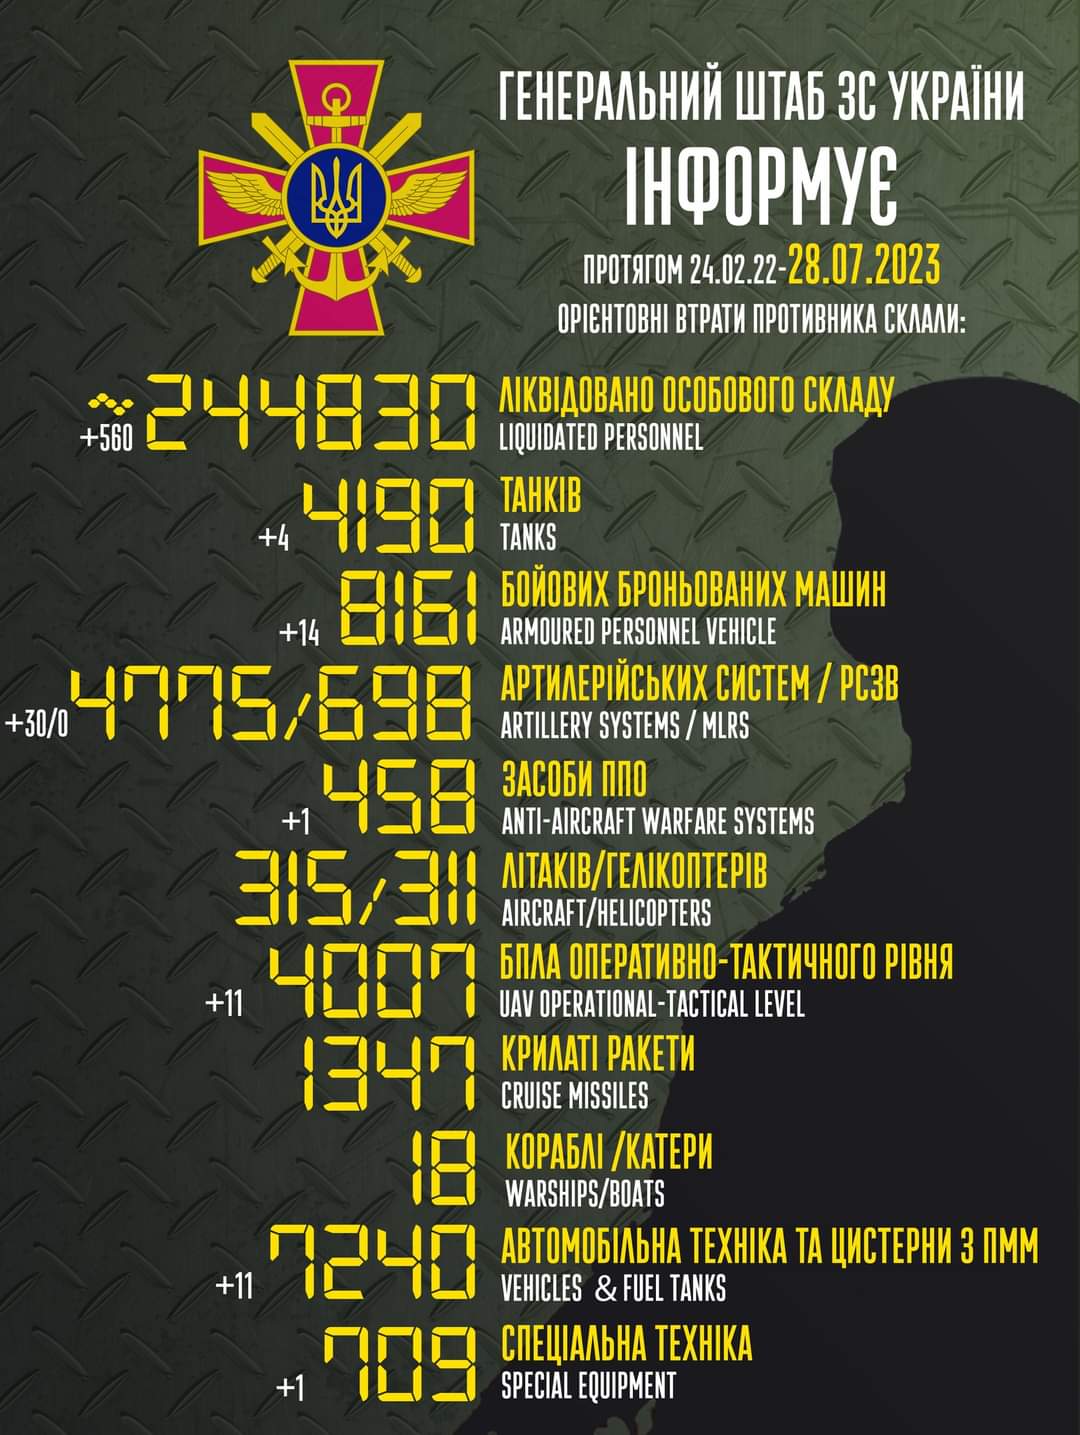 ГЕНЕРАЛЬНИЙ ШТАБ ЗС УКРАЇНИ
ІНФОРМУЄ
ПРОТЯГОМ 24.02.22-28.07.2023
ОРІЄНТОВНІ ВТРАТИ ПРОТИВНИКА СКЛАЛИ:
+560 ~244830 ЛІКВІДОВАНО ОСОБОВОГО СКЛАДУ
LIQUIDATED PERSONNEL
+4 4190 ТАНКІВ
TANKS
+14 8161 БОЙОВИХ БРОНЬОВАНИХ МАШИН
ARMOURED PERSONNEL VEHICLE
+30/0 4775/698 АРТИЛЕРІЙСЬКИХ СИСТЕМ / РСЗВ
ARTILLERY SYSTEMS / MLRS
+1 458 ЗАСОБИ ППО
ANTI-AIRCRAFT WARFARE SYSTEMS
315/311 ЛІТАКІВ/ГЕЛІКОПТЕРІВ
AIRCRAFT/HELICOPTERS
+11 4007 БПЛА ОПЕРАТИВНО-ТАКТИЧНОГО РІВНЯ
UAV OPERATIONAL-TACTICAL LEVEL
1347 КРИЛАТІ РАКЕТИ
CRUISE MISSILES
18 КОРАБЛІ /КАТЕРИ
WARSHIPS/BOATS
+11 7240 АВТОМОБІЛЬНА ТЕХНІКА ТА ЦИСТЕРНИ З ПММ
VEHICLES & FUEL TANKS
+1 709 СПЕЦІАЛЬНА ТЕХНІКА
SPECIAL EQUIPMENT